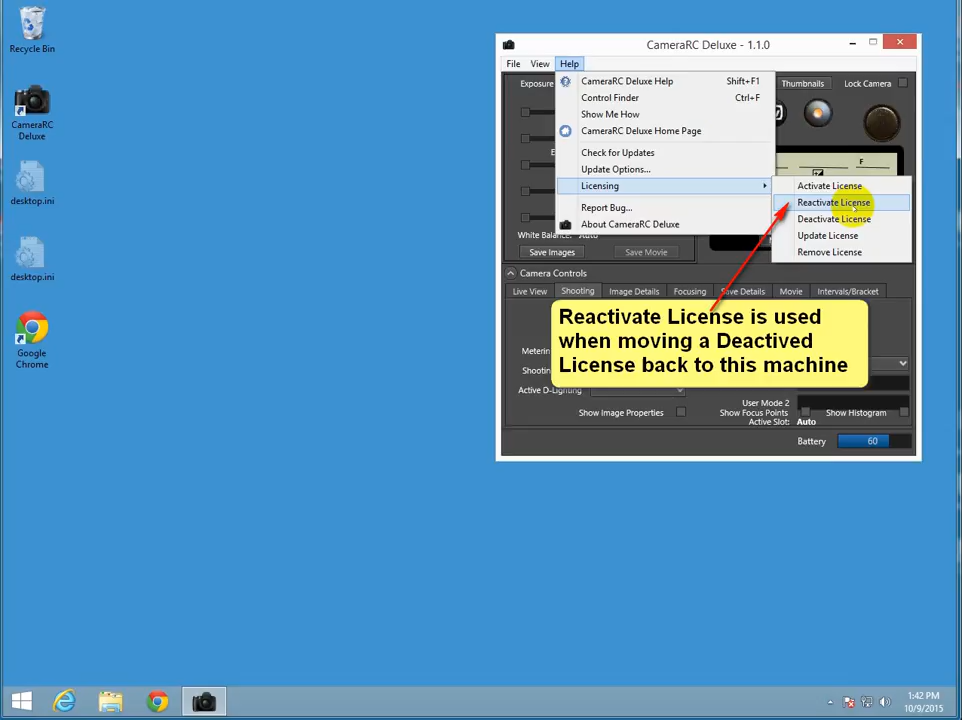 Recycle Bin
CameraRC
Deluxe
desktop.ini
desktop.ini
Google
Chrome
CameraRC Deluxe - 1.1.0
File View Help
Exposure
Thumbnails
Lock Camera
CameraRC Deluxe Help Shift+F1
Control Finder Ctrl+F
Show Me How
CameraRC Deluxe Home Page
Check for Updates
Update Options...
Licensing
Report Bug...
About CameraRC Deluxe
F
Activate License
Reactivate License
Deactivate License
Update License
Remove License
White Balance: Auto
Save Images
Save Movie
Camera Controls
Live View Shooting Image Details Focusing Save Details Movie Intervals/Bracket
Reactivate License is used
when moving a Deactived
License back to this machine
Active D-Lighting
User Mode 2
Show Image Properties
Show Focus Points
Show Histogram
Active Slot: Auto
Battery 60
1:42 PM
10/9/2015